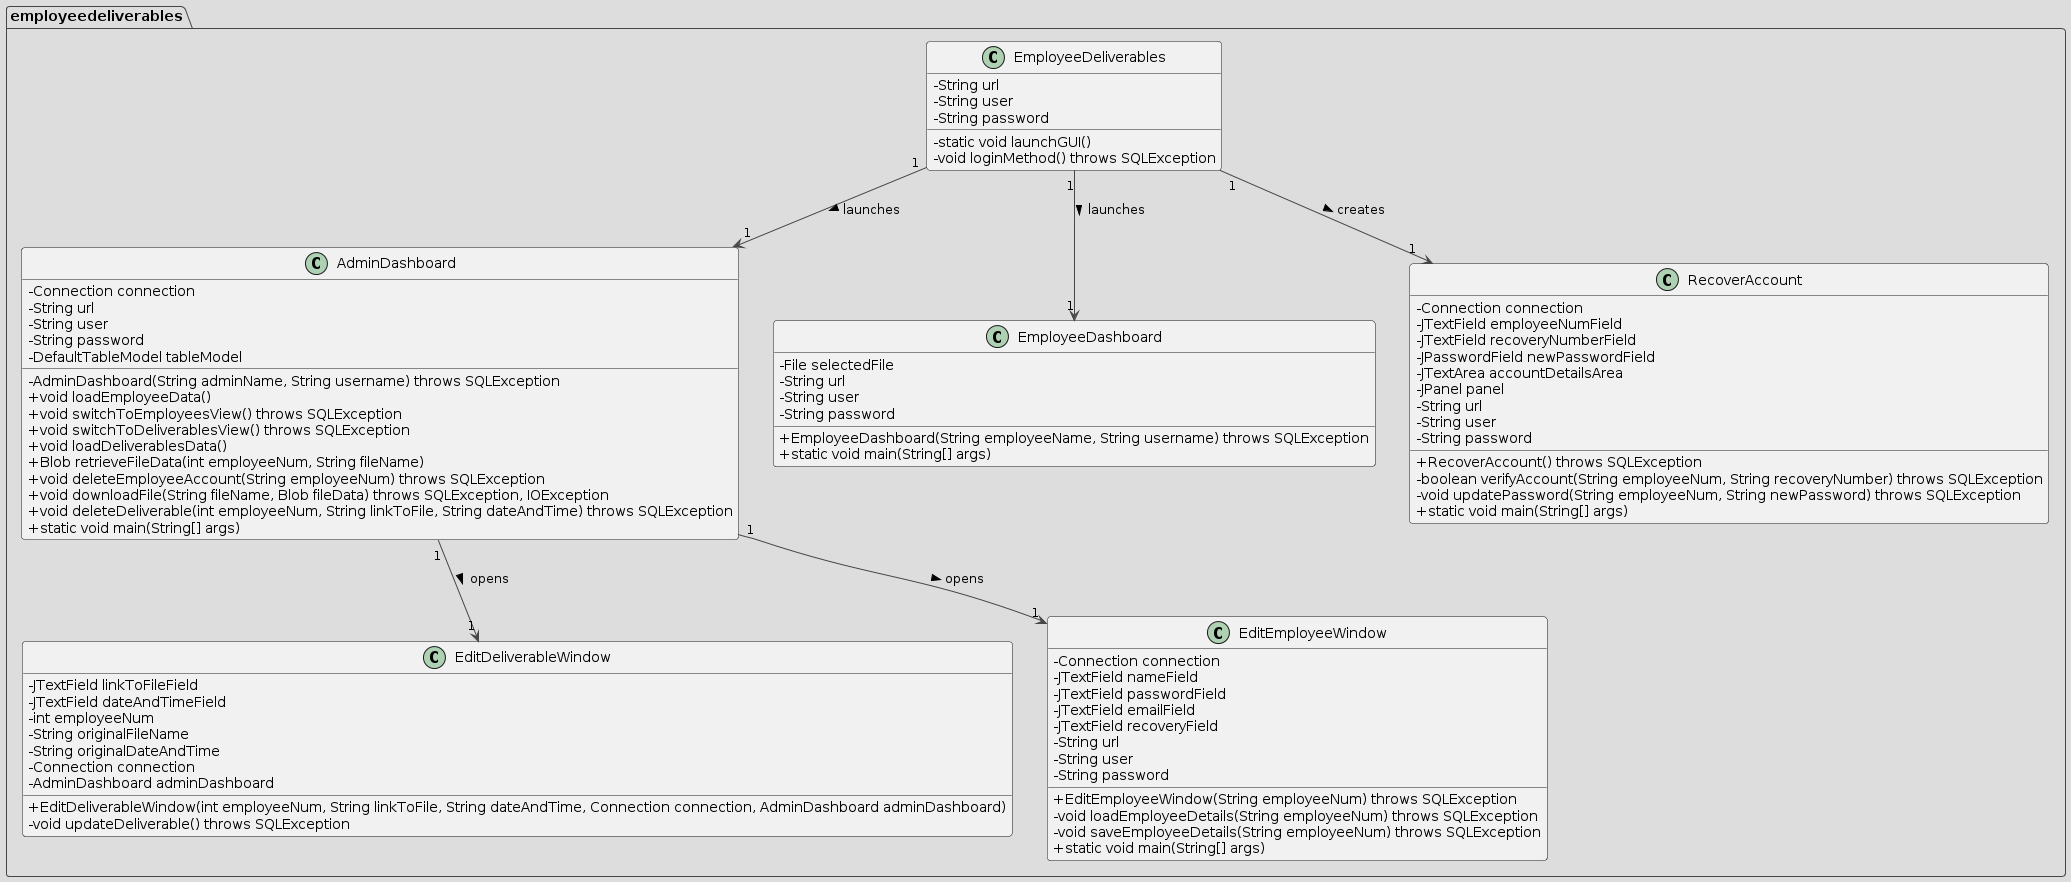 employeedeliverables
C EmployeeDeliverables
-String url
-String user
-String password
-static void launchGUI()
-void loginMethod() throws SQLException
1
1
1
launches
launches
creates
1
1
1
C AdminDashboard
-Connection connection
-String url
-String user
-String password
-DefaultTableModel tableModel
-AdminDashboard(String adminName, String username) throws SQLException
+void loadEmployeeData()
+void switchToEmployeesView() throws SQLException
+void switchToDeliverablesView() throws SQLException
+void loadDeliverablesData()
+Blob retrieveFileData(int employeeNum, String fileName)
+void deleteEmployeeAccount(String employeeNum) throws SQLException
+void downloadFile(String fileName, Blob fileData) throws SQLException, IOException
+void deleteDeliverable(int employeeNum, String linkToFile, String dateAndTime) throws SQLException
+static void main(String[] args)
C EmployeeDashboard
-File selectedFile
-String url
-String user
-String password
+EmployeeDashboard(String employeeName, String username) throws SQLException
+static void main(String[] args)
C RecoverAccount
-Connection connection
-JTextField employeeNumField
-JTextField recoveryNumberField
-JPasswordField newPasswordField
-JTextArea accountDetailsArea
-JPanel panel
-String url
-String user
-String password
+RecoverAccount() throws SQLException
-boolean verifyAccount(String employeeNum, String recoveryNumber) throws SQLException
-void updatePassword(String employeeNum, String newPassword) throws SQLException
+static void main(String[] args)
1
1
opens
opens
1
1
C EditDeliverableWindow
-JTextField linkToFileField
-JTextField dateAndTimeField
-int employeeNum
-String originalFileName
-String originalDateAndTime
-Connection connection
-AdminDashboard adminDashboard
+EditDeliverableWindow(int employeeNum, String linkToFile, String dateAndTime, Connection connection, AdminDashboard adminDashboard)
-void updateDeliverable() throws SQLException
C EditEmployeeWindow
-Connection connection
-JTextField nameField
-JTextField passwordField
-JTextField emailField
-JTextField recoveryField
-String url
-String user
-String password
+EditEmployeeWindow(String employeeNum) throws SQLException
-void loadEmployeeDetails(String employeeNum) throws SQLException
-void saveEmployeeDetails(String employeeNum) throws SQLException
+static void main(String[] args)